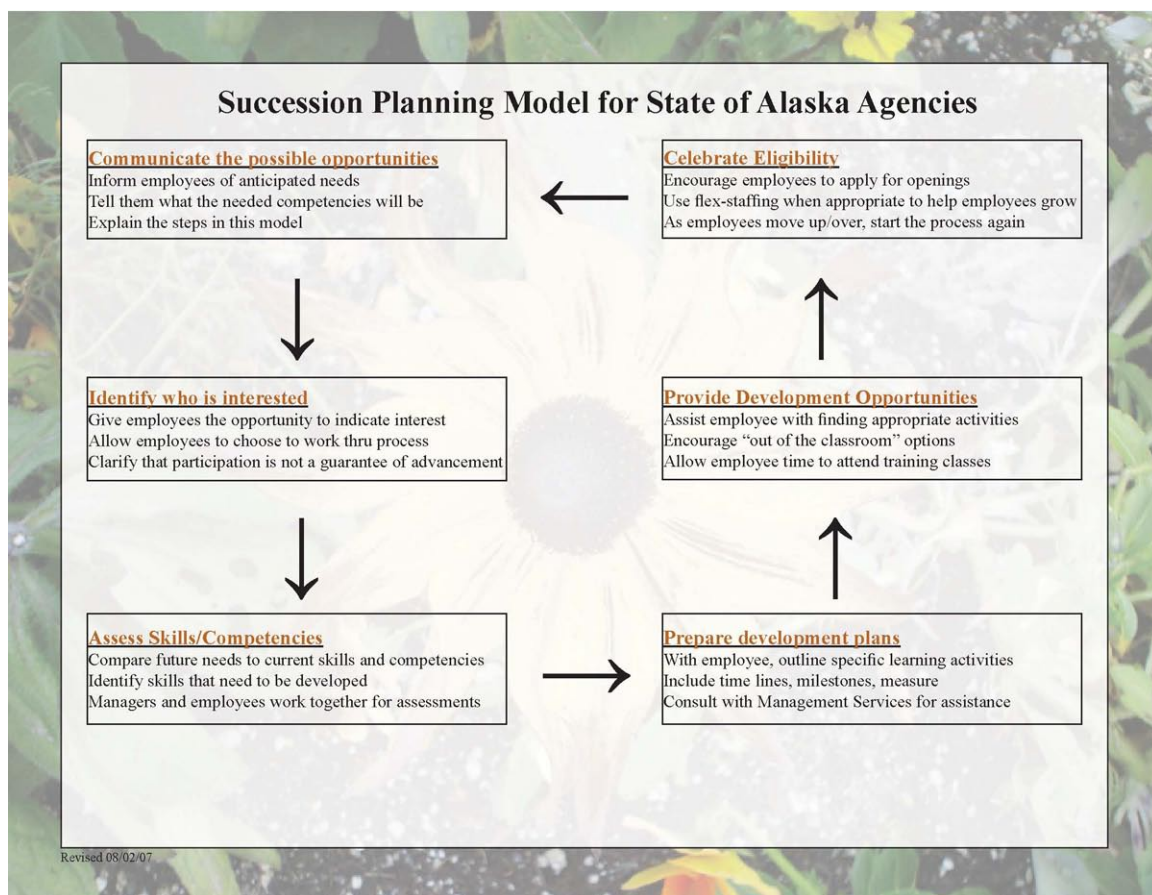 Succession Planning Model for State of Alaska Agencies
Communicate the possible opportunities
Inform employees of anticipated needs
Tell them what the needed competencies will be
Explain the steps in this model
Identify who is interested
Give employees the opportunity to indicate interest
Allow employees to choose to work thru process
Clarify that participation is not a guarantee of advancement
Assess Skills/Competencies
Compare future needs to current skills and competencies
Identify skills that need to be developed
Managers and employees work together for assessments
Prepare development plans
With employee, outline specific learning activities
Include time lines, milestones, measure
Consult with Management Services for assistance
Provide Development Opportunities
Assist employee with finding appropriate activities
Encourage “out of the classroom” options
Allow employee time to attend training classes
Celebrate Eligibility
Encourage employees to apply for openings
Use flex-staffing when appropriate to help employees grow
As employees move up/over, start the process again
Revised 08/02/07